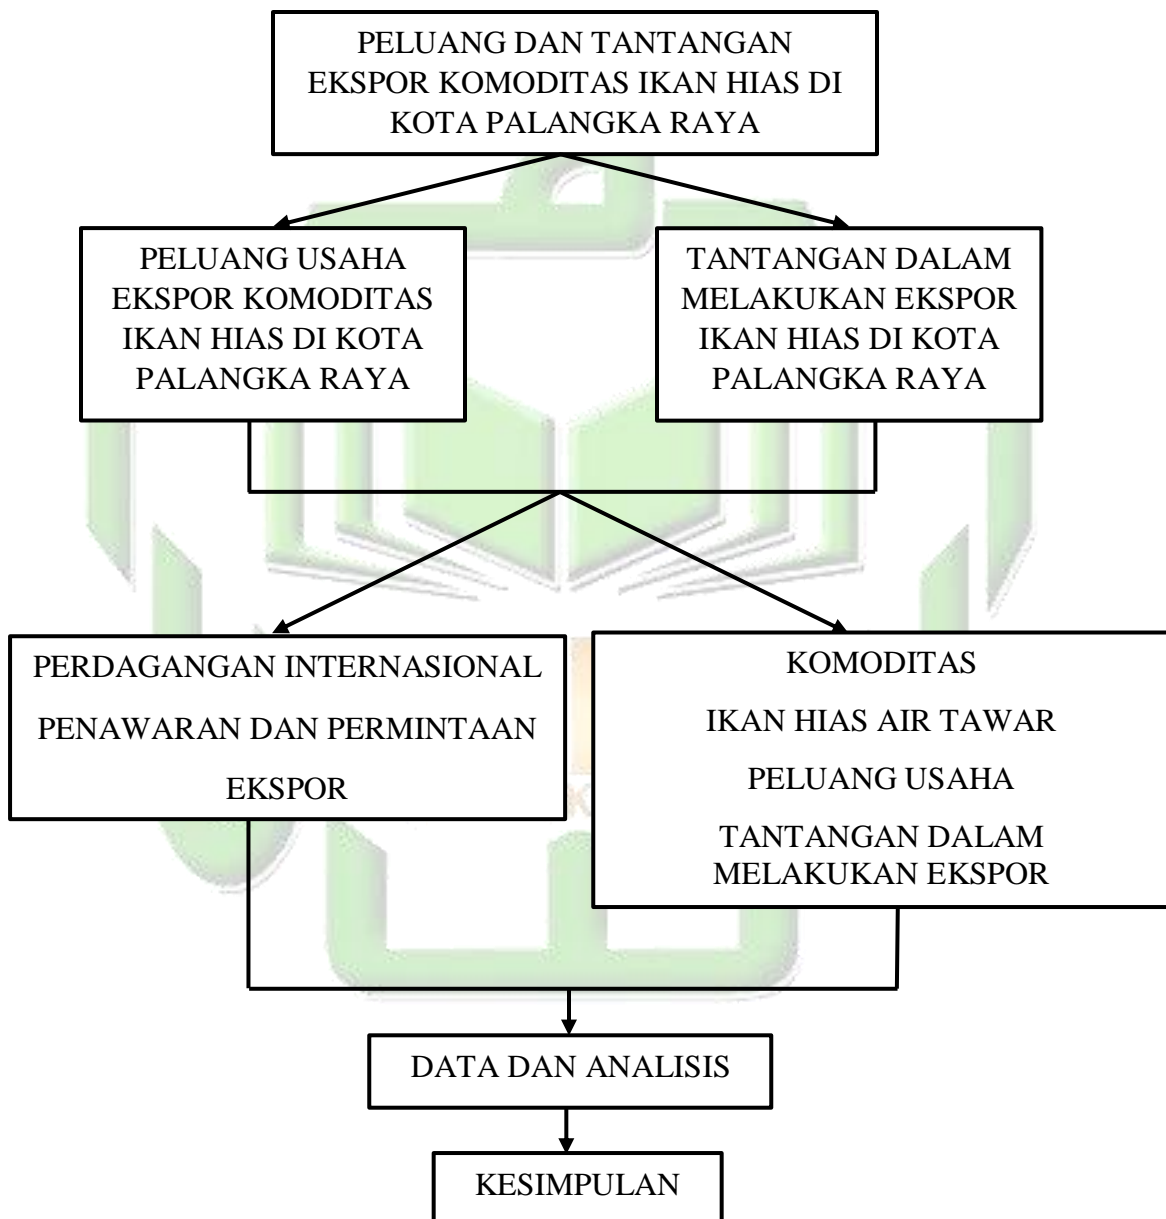 PELUANG DAN TANTANGAN
EKSPOR KOMODITAS IKAN HIAS DI
KOTA PALANGKA RAYA
PELUANG USAHA
EKSPOR KOMODITAS
IKAN HIAS DI KOTA
PALANGKA RAYA
TANTANGAN DALAM
MELAKUKAN EKSPOR
IKAN HIAS DI KOTA
PALANGKA RAYA
PERDAGANGAN INTERNASIONAL
PENAWARAN DAN PERMINTAAN
EKSPOR
KOMODITAS
IKAN HIAS AIR TAWAR
PELUANG USAHA
TANTANGAN DALAM
MELAKUKAN EKSPOR
DATA DAN ANALISIS
KESIMPULAN